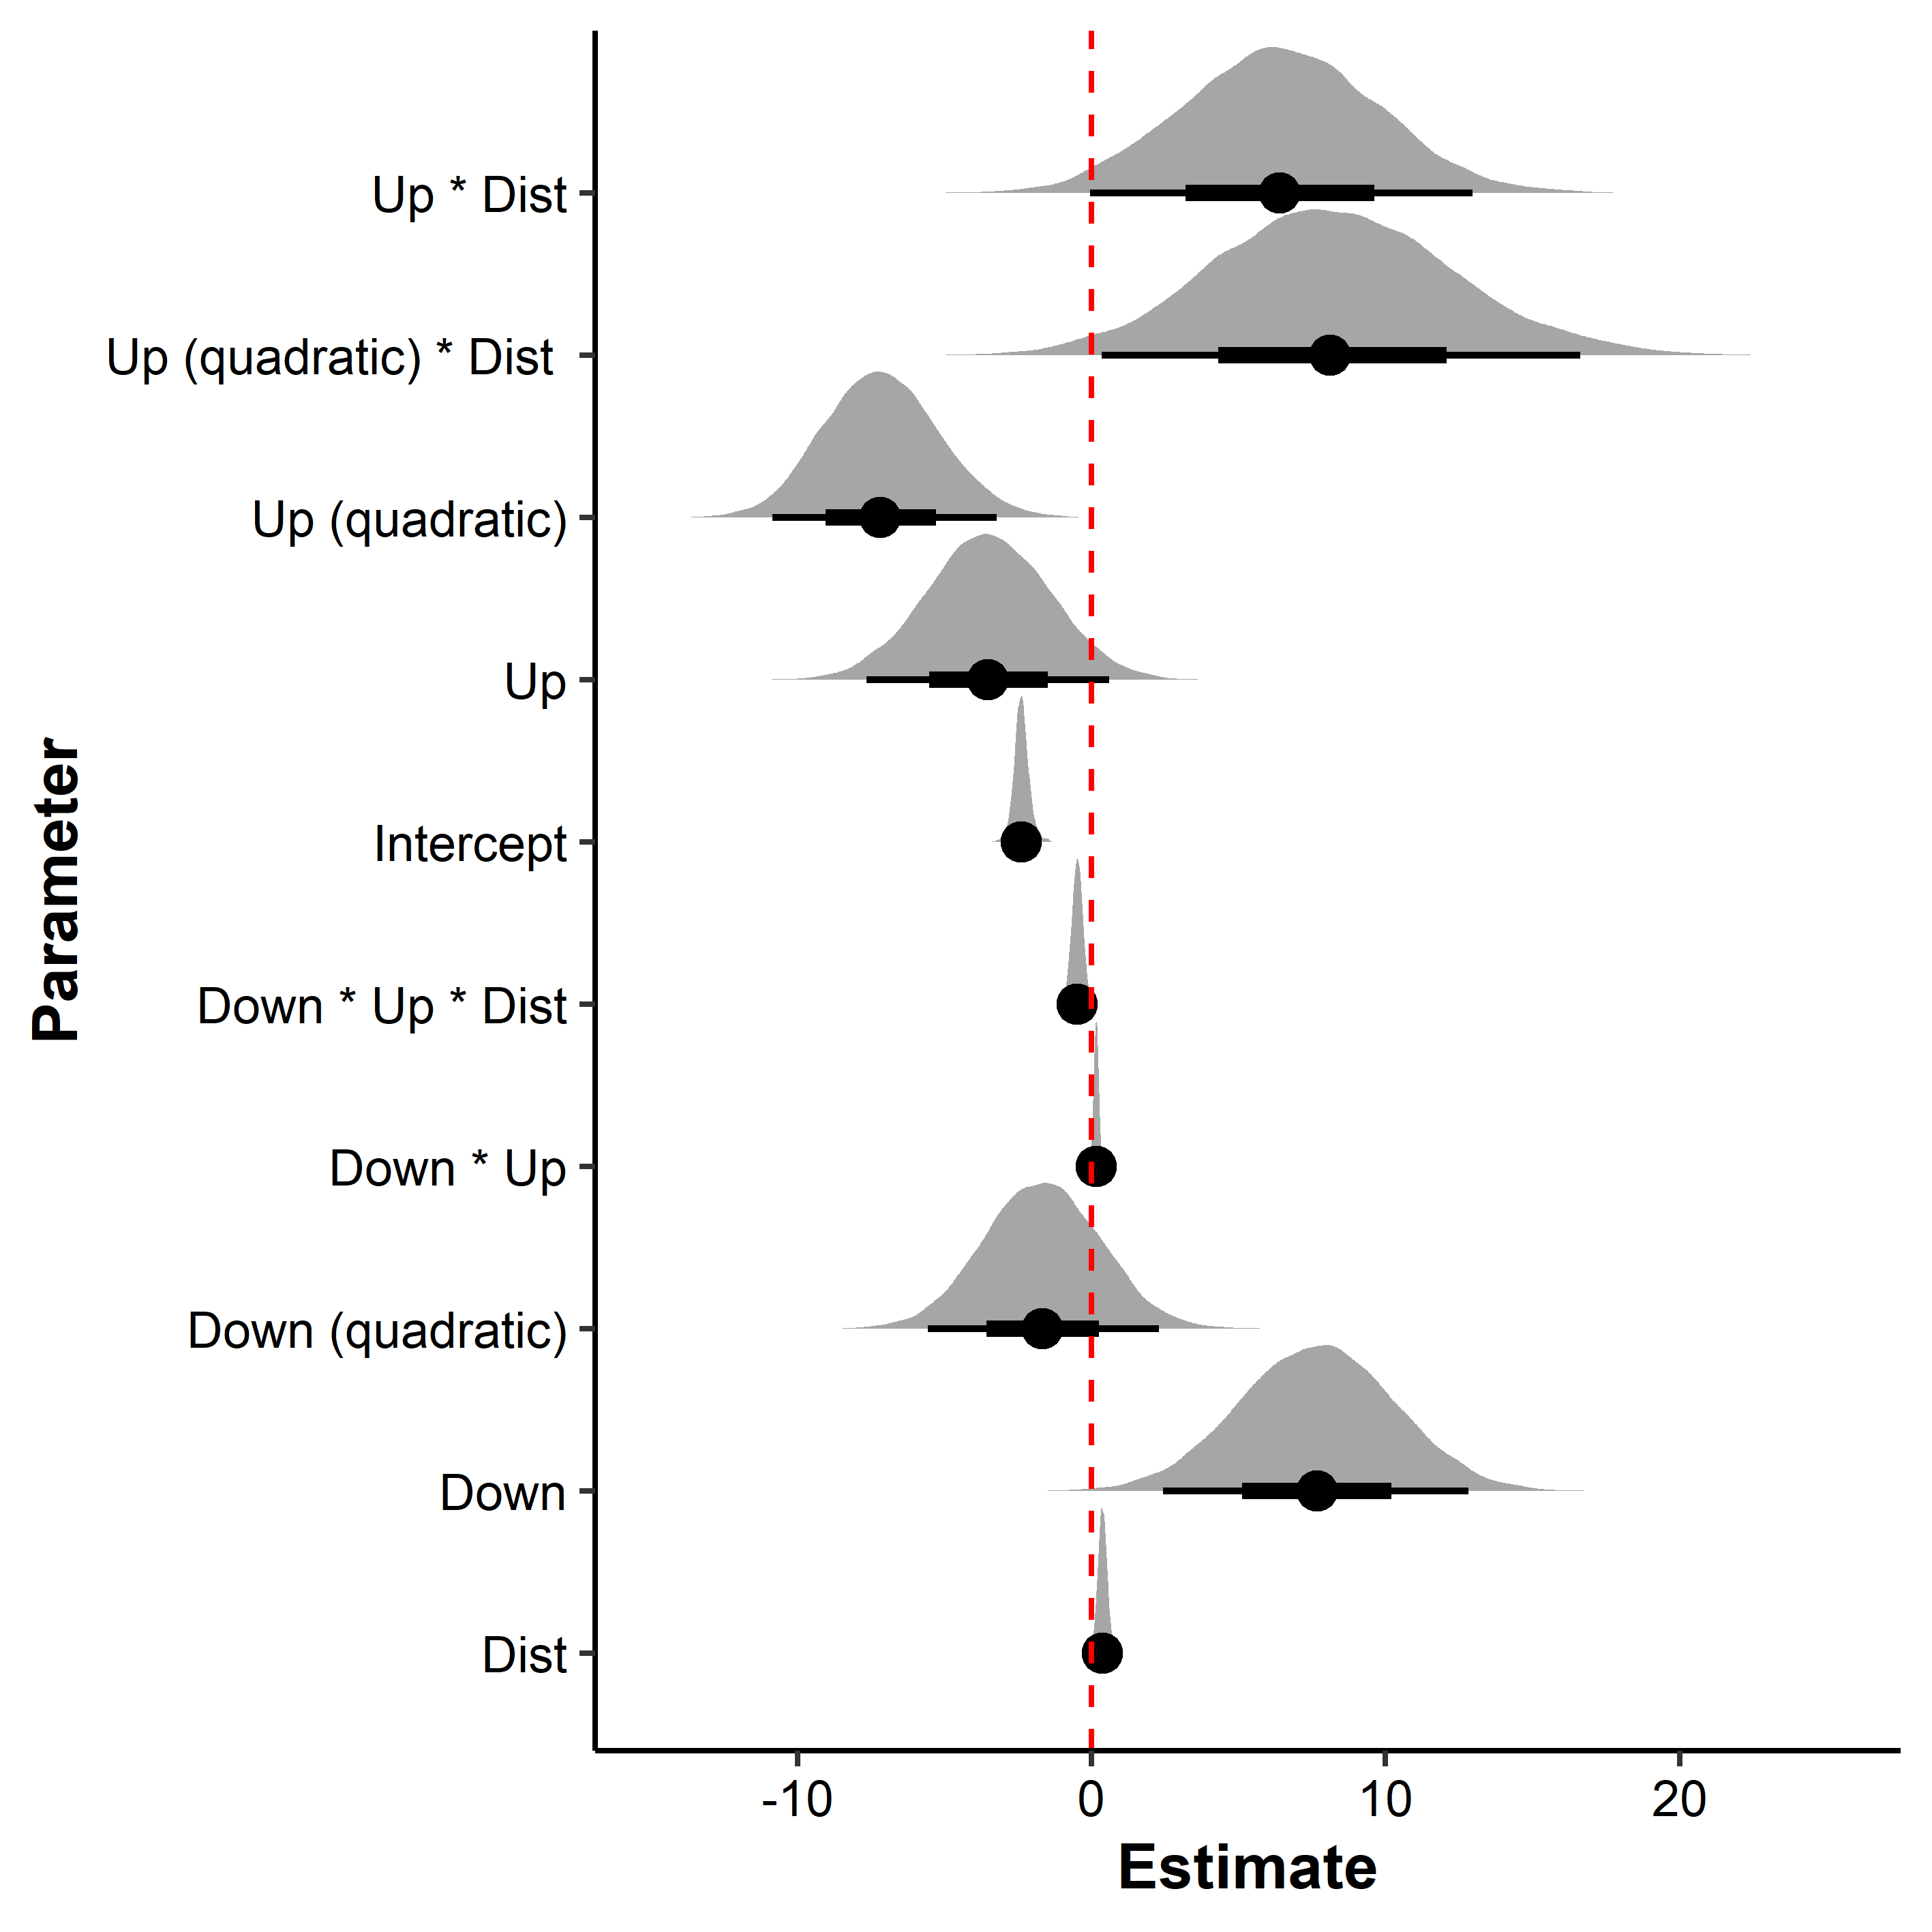 Parameter
Up * Dist
Up (quadratic) * Dist
Up (quadratic)
Up
Intercept
Down * Up * Dist
Down * Up
Down (quadratic)
Down
Dist
-10 0 10 20
Estimate